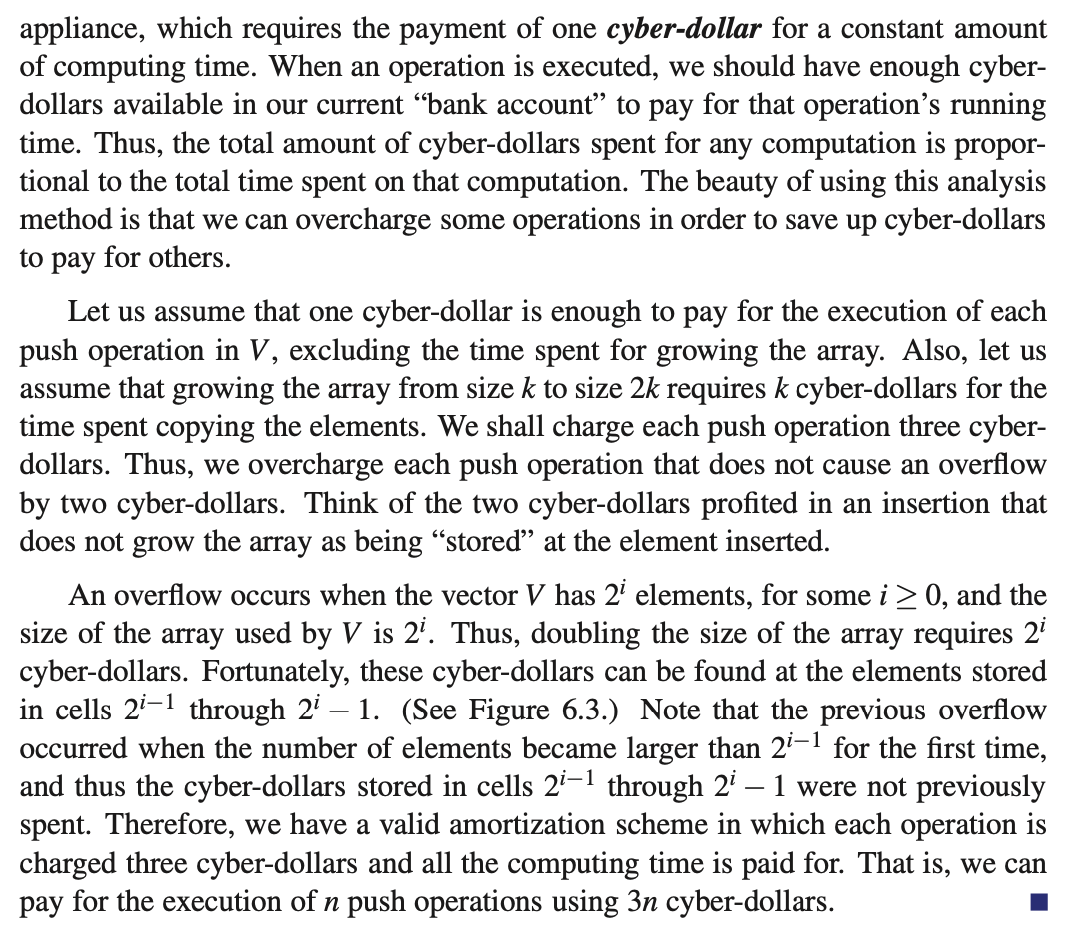 appliance, which requires the payment of one cyber-dollar for a constant amount
of computing time. When an operation is executed, we should have enough cyber-
dollars available in our current “bank account” to pay for that operation’s running
time. Thus, the total amount of cyber-dollars spent for any computation is propor-
tional to the total time spent on that computation. The beauty of using this analysis
method is that we can overcharge some operations in order to save up cyber-dollars
to pay for others.
Let us assume that one cyber-dollar is enough to pay for the execution of each
push operation in V, excluding the time spent for growing the array. Also, let us
assume that growing the array from size k to size 2k requires k cyber-dollars for the
time spent copying the elements. We shall charge each push operation three cyber-
dollars. Thus, we overcharge each push operation that does not cause an overflow
by two cyber-dollars. Think of the two cyber-dollars profited in an insertion that
does not grow the array as being “stored” at the element inserted.
An overflow occurs when the vector V has 2^i elements, for some i ≥ 0, and the
size of the array used by V is 2^i. Thus, doubling the size of the array requires 2^i
cyber-dollars. Fortunately, these cyber-dollars can be found at the elements stored
in cells 2^{i−1} through 2^i − 1. (See Figure 6.3.) Note that the previous overflow
occurred when the number of elements became larger than 2^{i−1} for the first time,
and thus the cyber-dollars stored in cells 2^{i−1} through 2^i − 1 were not previously
spent. Therefore, we have a valid amortization scheme in which each operation is
charged three cyber-dollars and all the computing time is paid for. That is, we can
pay for the execution of n push operations using 3n cyber-dollars. ■